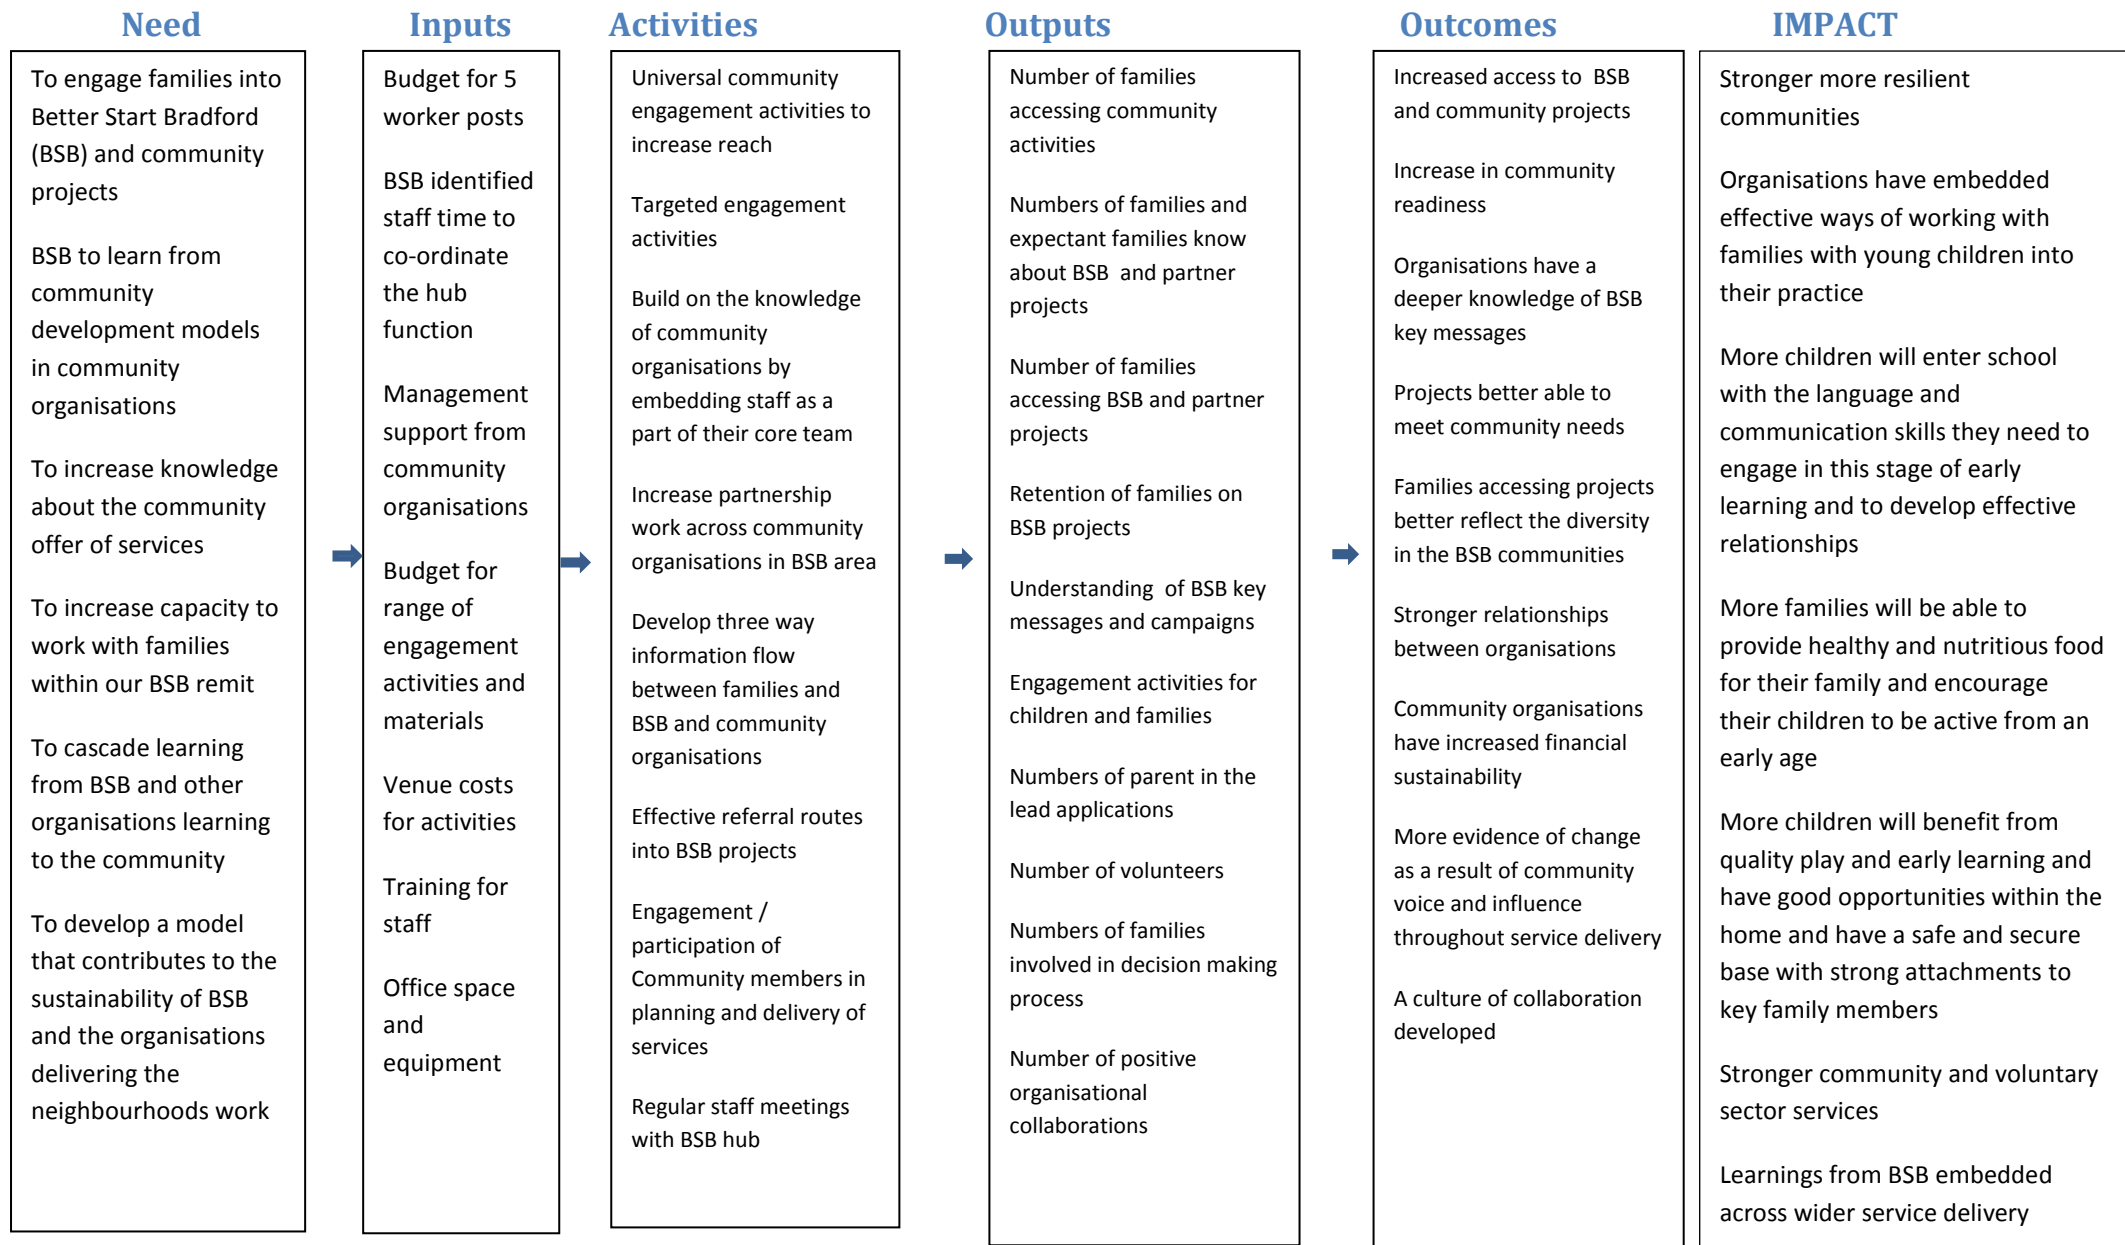 Need
To engage families into
Better Start Bradford
(BSB) and community
projects
BSB to learn from
community
development models
in community
organisations
To increase knowledge
about the community
offer of services
To increase capacity to
work with families
within our BSB remit
To cascade learning
from BSB and other
organisations learning
to the community
To develop a model
that contributes to the
sustainability of BSB
and the organisations
delivering the
neighbourhoods work
Inputs
Budget for 5
worker posts
BSB identified
staff time to
co-ordinate
the hub
function
Management
support from
community
organisations
Budget for
range of
engagement
activities and
materials
Venue costs
for activities
Training for
staff
Office space
and
equipment
Activities
Universal community
engagement activities to
increase reach
Targeted engagement
activities
Build on the knowledge
of community
organisations by
embedding staff as a
part of their core team
Increase partnership
work across community
organisations in BSB area
Develop three way
information flow
between families and
BSB and community
organisations
Effective referral routes
into BSB projects
Engagement /
participation of
Community members in
planning and delivery of
services
Regular staff meetings
with BSB hub
Outputs
Number of families
accessing community
activities
Numbers of families and
expectant families know
about BSB and partner
projects
Number of families
accessing BSB and partner
projects
Retention of families on
BSB projects
Understanding of BSB key
messages and campaigns
Engagement activities for
children and families
Numbers of parent in the
lead applications
Number of volunteers
Numbers of families
involved in decision making
process
Number of positive
organisational
collaborations
Outcomes
Increased access to BSB
and community projects
Increase in community
readiness
Organisations have a
deeper knowledge of BSB
key messages
Projects better able to
meet community needs
Families accessing projects
better reflect the diversity
in the BSB communities
Stronger relationships
between organisations
Community organisations
have increased financial
sustainability
More evidence of change
as a result of community
voice and influence
throughout service delivery
A culture of collaboration
developed
IMPACT
Stronger more resilient
communities
Organisations have embedded
effective ways of working with
families with young children into
their practice
More children will enter school
with the language and
communication skills they need to
engage in this stage of early
learning and to develop effective
relationships
More families will be able to
provide healthy and nutritious food
for their family and encourage
their children to be active from an
early age
More children will benefit from
quality play and early learning and
have good opportunities within the
home and have a safe and secure
base with strong attachments to
key family members
Stronger community and voluntary
sector services
Learnings from BSB embedded
across wider service delivery